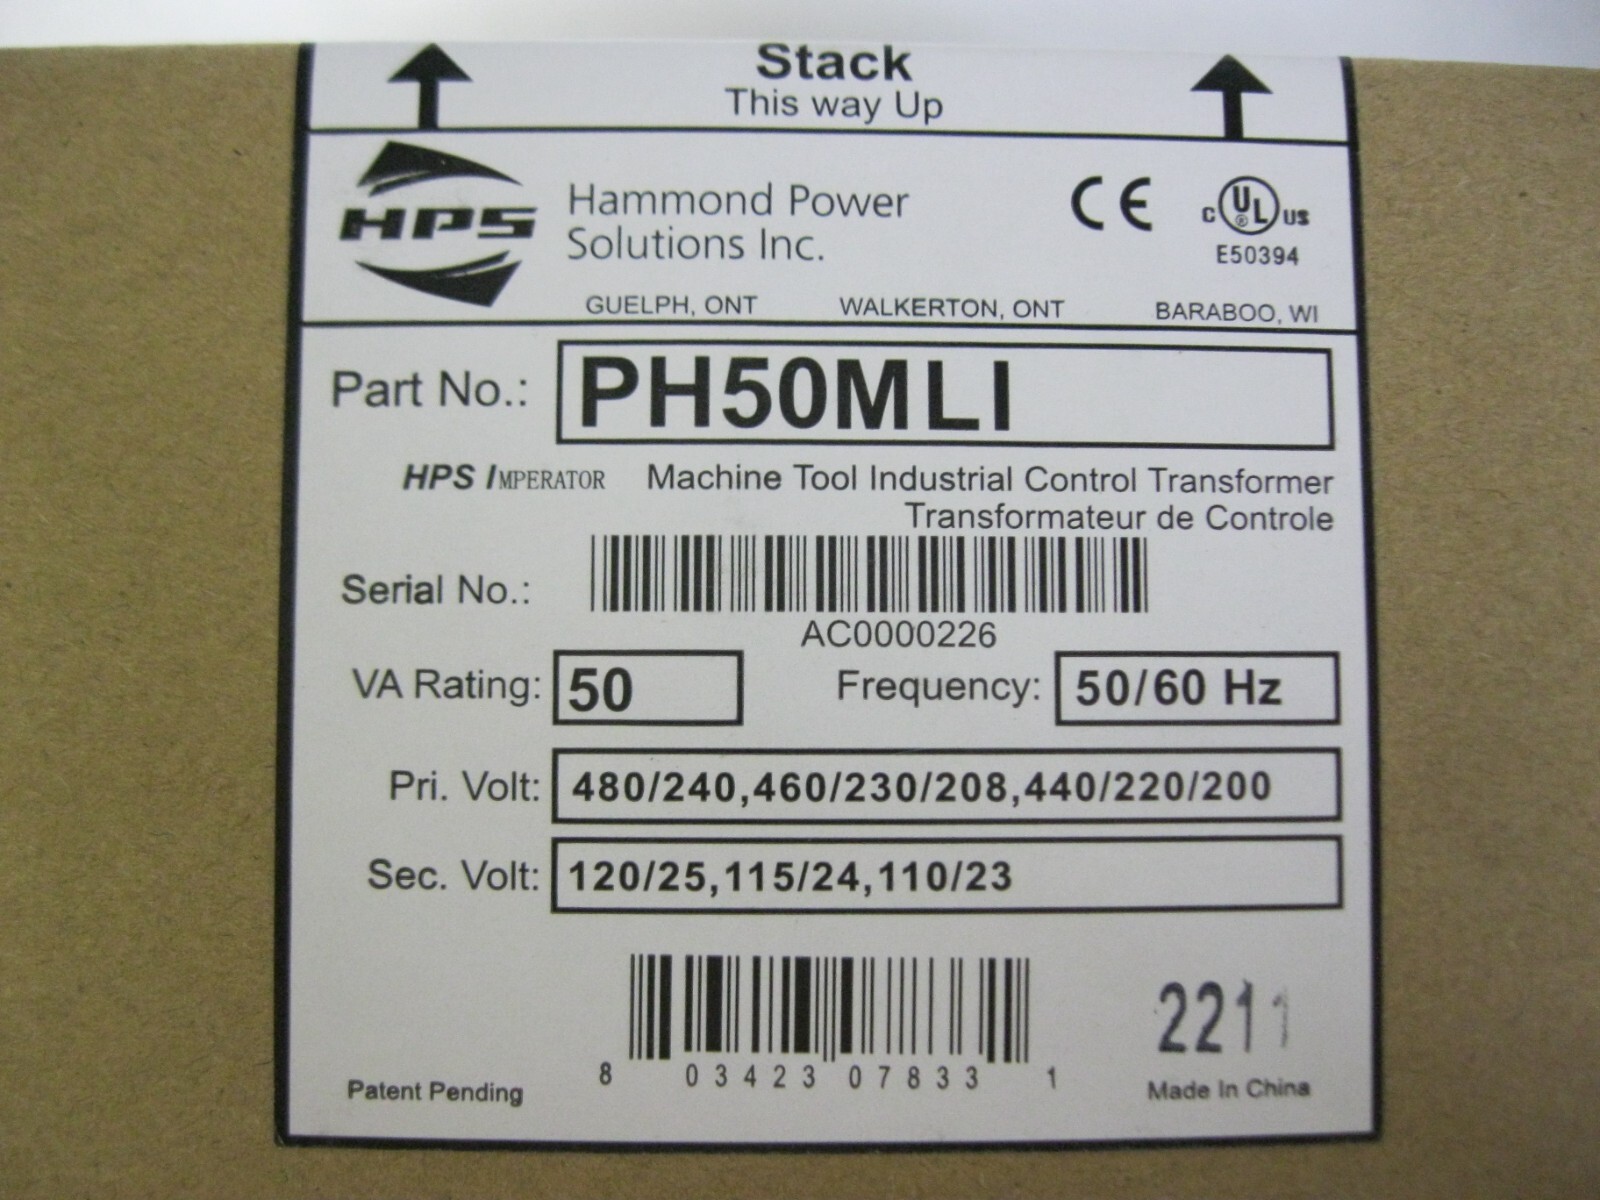 Stack
This way Up
HPS
Hammond Power
Solutions Inc.
CE
C UL ® US
E50394
GUELPH, ONT WALKERTON, ONT BARABOO, WI
Part No.: PH50MLI
HPS IMPERATOR Machine Tool Industrial Control Transformer
Transformateur de Controle
Serial No.:
AC0000226
VA Rating: 50 Frequency: 50/60 Hz
Pri. Volt: 480/240,460/230/208,440/220/200
Sec. Volt: 120/25,115/24,110/23
2211
8 03423 07833 1
Patent Pending Made In China